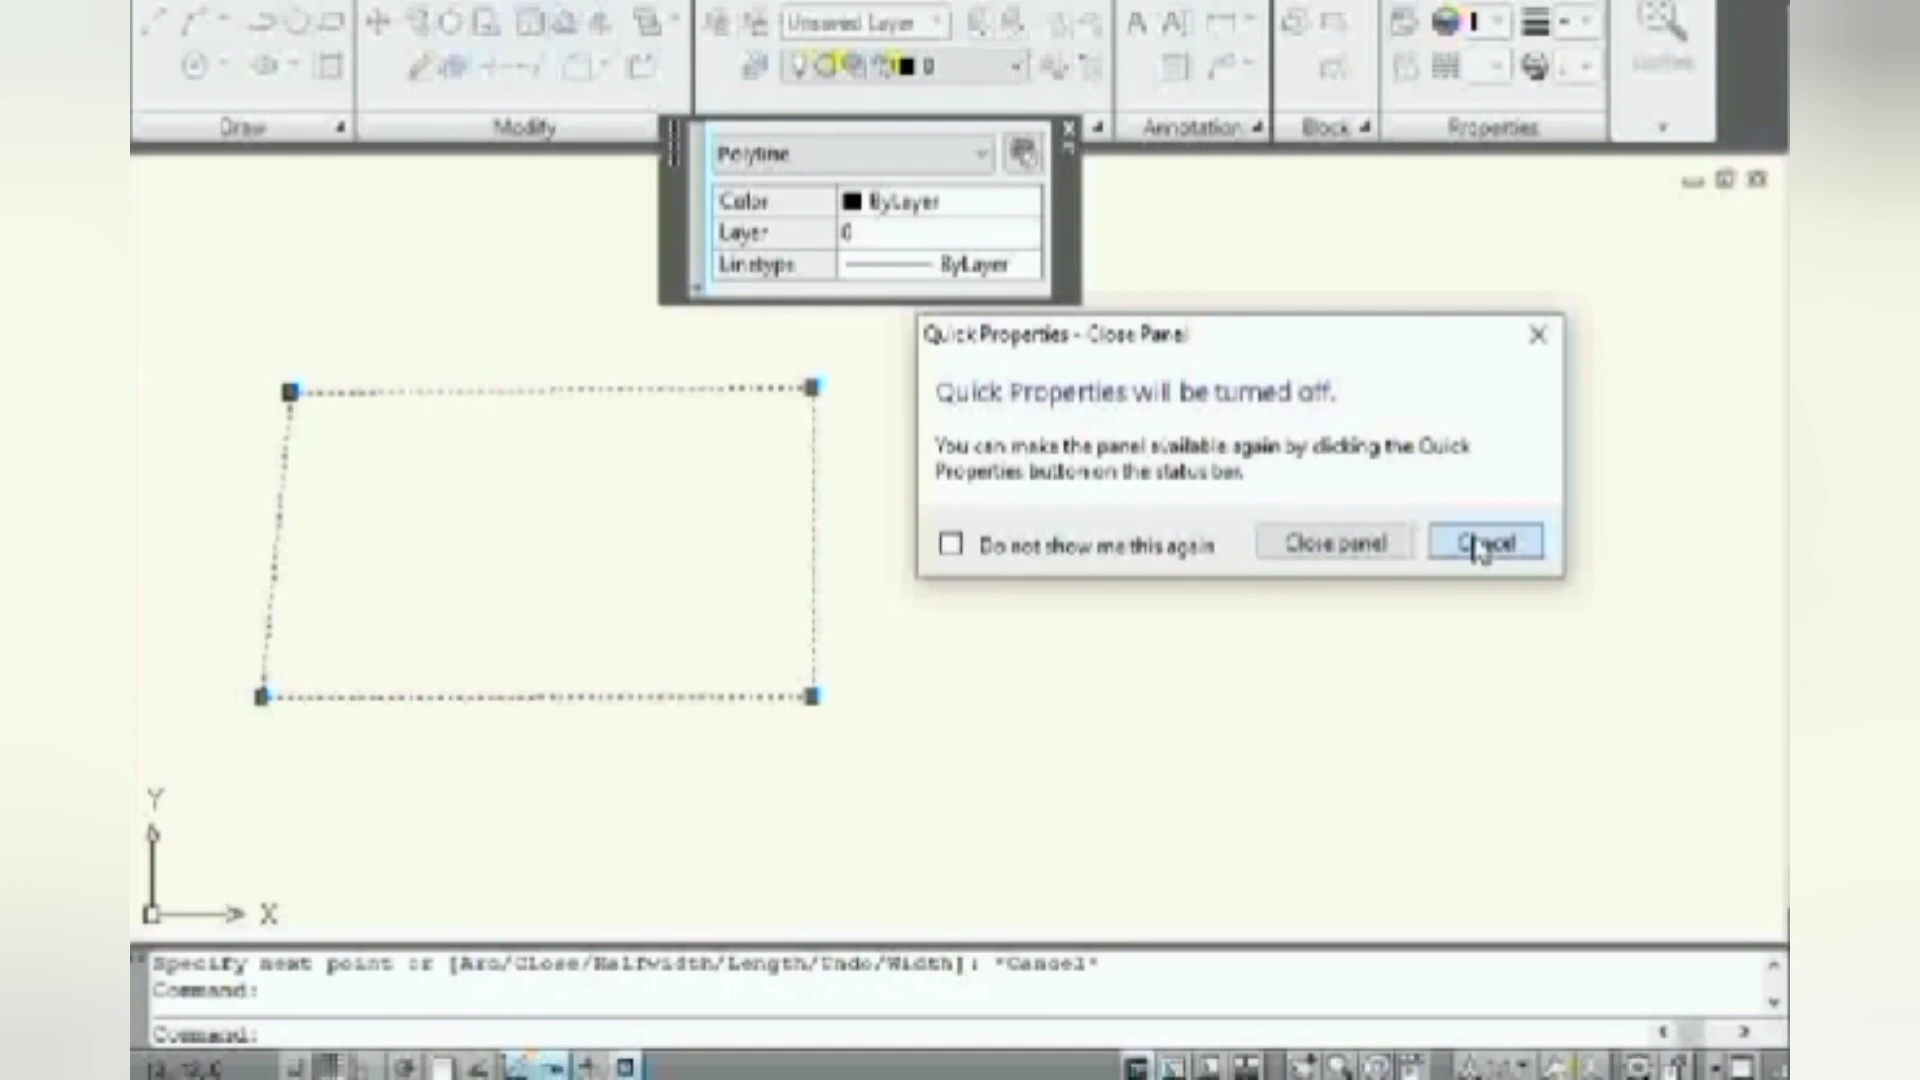 Unsaved Layer
0
Draw
Modify
Annotation
Block
Properties
Polyline
Color
ByLayer
Layer
0
Linetype
ByLayer
Quick Properties - Close Panel
Quick Properties will be turned off.
You can make the panel available again by clicking the Quick
Properties button on the status bar.
Do not show me this again
Close panel
Cancel
Y
X
Specify next point or [Arc/Close/Halfwidth/Length/Undo/Width]: *Cancel*
Command:
Command: